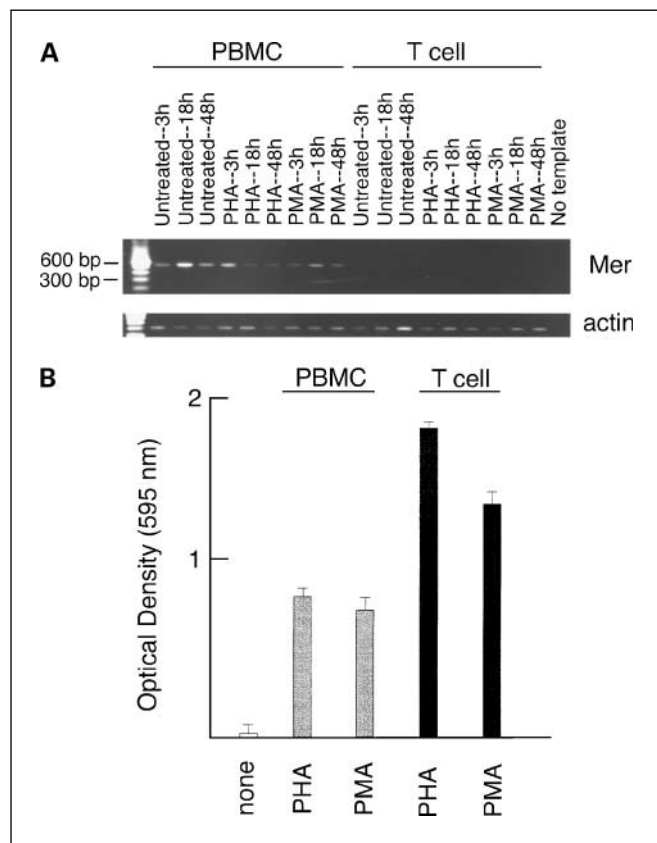 A
PBMC
T cell
Untreated--3h
Untreated--18h
Untreated--48h
PHA--3h
PHA--18h
PHA--48h
PMA--3h
PMA--18h
PMA--48h
Untreated--3h
Untreated--18h
Untreated--48h
PHA--3h
PHA--18h
PHA--48h
PMA--3h
PMA--18h
PMA--48h
No template
600 bp
300 bp
Mer
actin
B
PBMC
T cell
2
1
Optical Density (595 nm)
none
PHA
PMA
PHA
PMA